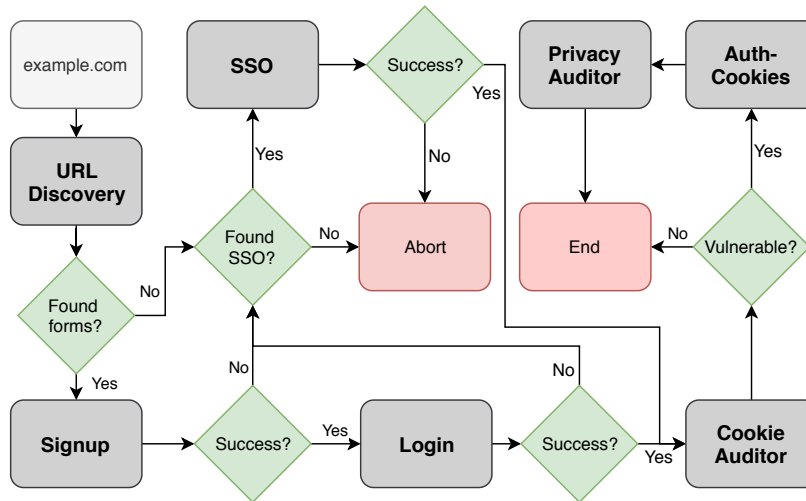 example.com
SSO
Success?
Yes
Privacy
Auditor
Auth-
Cookies
No
Yes
Yes
URL
Discovery
Found
SSO?
No
Abort
End
No
Vulnerable?
No
Found
forms?
Yes
No
No
Signup
Success?
Yes
Login
Success?
Yes
Cookie
Auditor